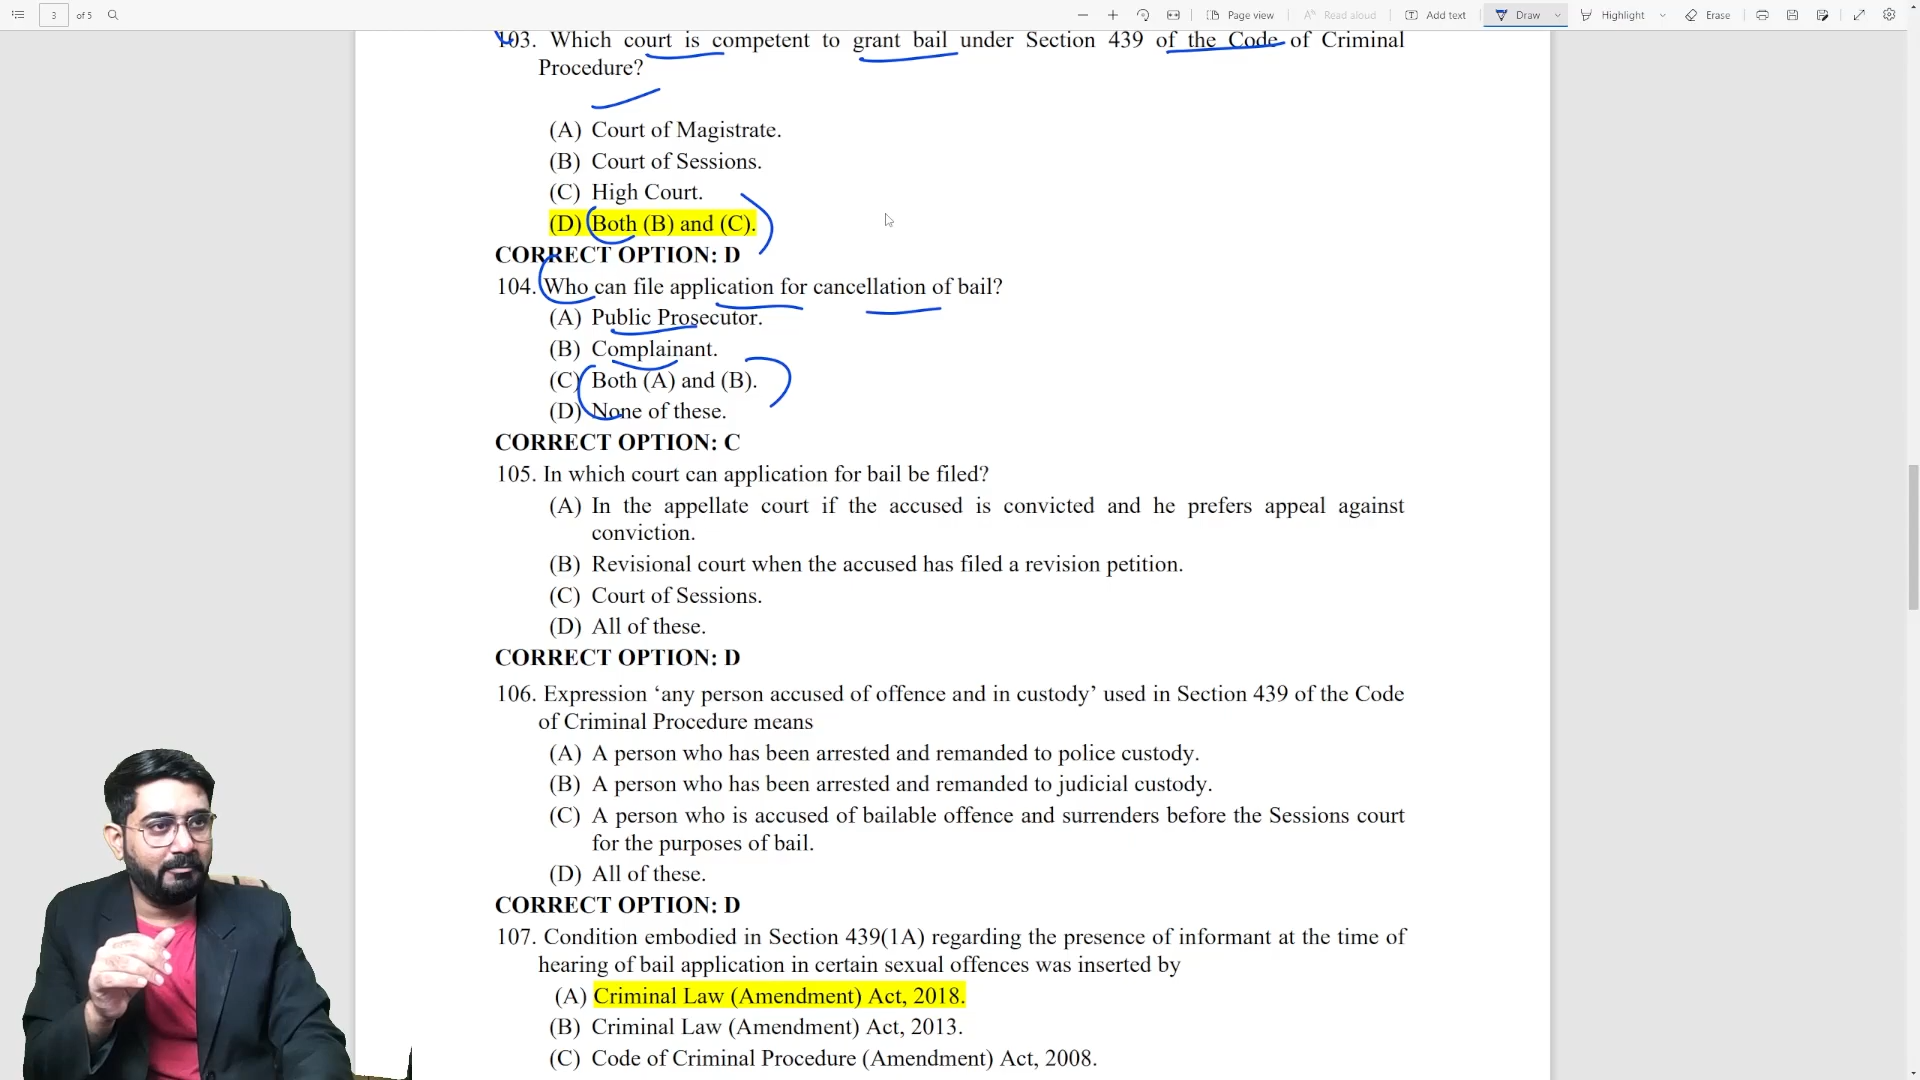 3 of 5 Page view Read aloud Add text Draw Highlight Erase
103. Which court is competent to grant bail under Section 439 of the Code of Criminal
Procedure?
(A) Court of Magistrate.
(B) Court of Sessions.
(C) High Court.
(D) Both (B) and (C).
CORRECT OPTION: D
104. Who can file application for cancellation of bail?
(A) Public Prosecutor.
(B) Complainant.
(C) Both (A) and (B).
(D) None of these.
CORRECT OPTION: C
105. In which court can application for bail be filed?
(A) In the appellate court if the accused is convicted and he prefers appeal against
conviction.
(B) Revisional court when the accused has filed a revision petition.
(C) Court of Sessions.
(D) All of these.
CORRECT OPTION: D
106. Expression ‘any person accused of offence and in custody’ used in Section 439 of the Code
of Criminal Procedure means
(A) A person who has been arrested and remanded to police custody.
(B) A person who has been arrested and remanded to judicial custody.
(C) A person who is accused of bailable offence and surrenders before the Sessions court
for the purposes of bail.
(D) All of these.
CORRECT OPTION: D
107. Condition embodied in Section 439(1A) regarding the presence of informant at the time of
hearing of bail application in certain sexual offences was inserted by
(A) Criminal Law (Amendment) Act, 2018.
(B) Criminal Law (Amendment) Act, 2013.
(C) Code of Criminal Procedure (Amendment) Act, 2008.